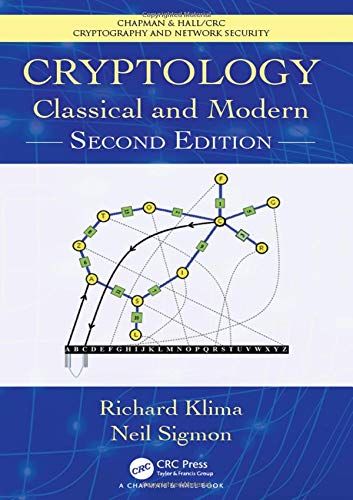 CHAPMAN & HALL/CRC
CRYPTOGRAPHY AND NETWORK SECURITY
CRYPTOLOGY
Classical and Modern
SECOND EDITION
F
O
G
T
C
Z
R
A
I
S
L
ABCDEFGHIJKLMNOPQRSTUVWXYZ
Richard Klima
Neil Sigmon
CRC
CRC Press
Taylor & Francis Group
A CHAPMAN & HALL BOOK